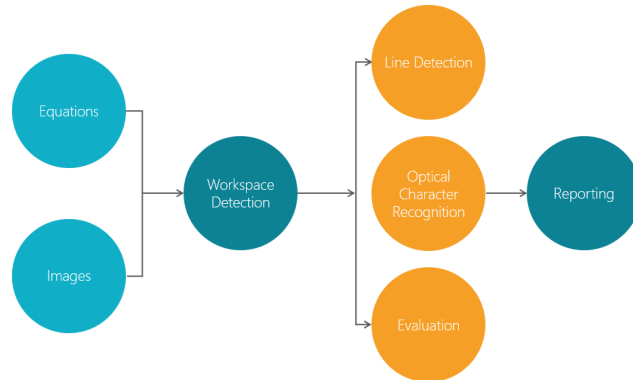 Equations
Images
Workspace
Detection
Line Detection
Optical
Character
Recognition
Evaluation
Reporting